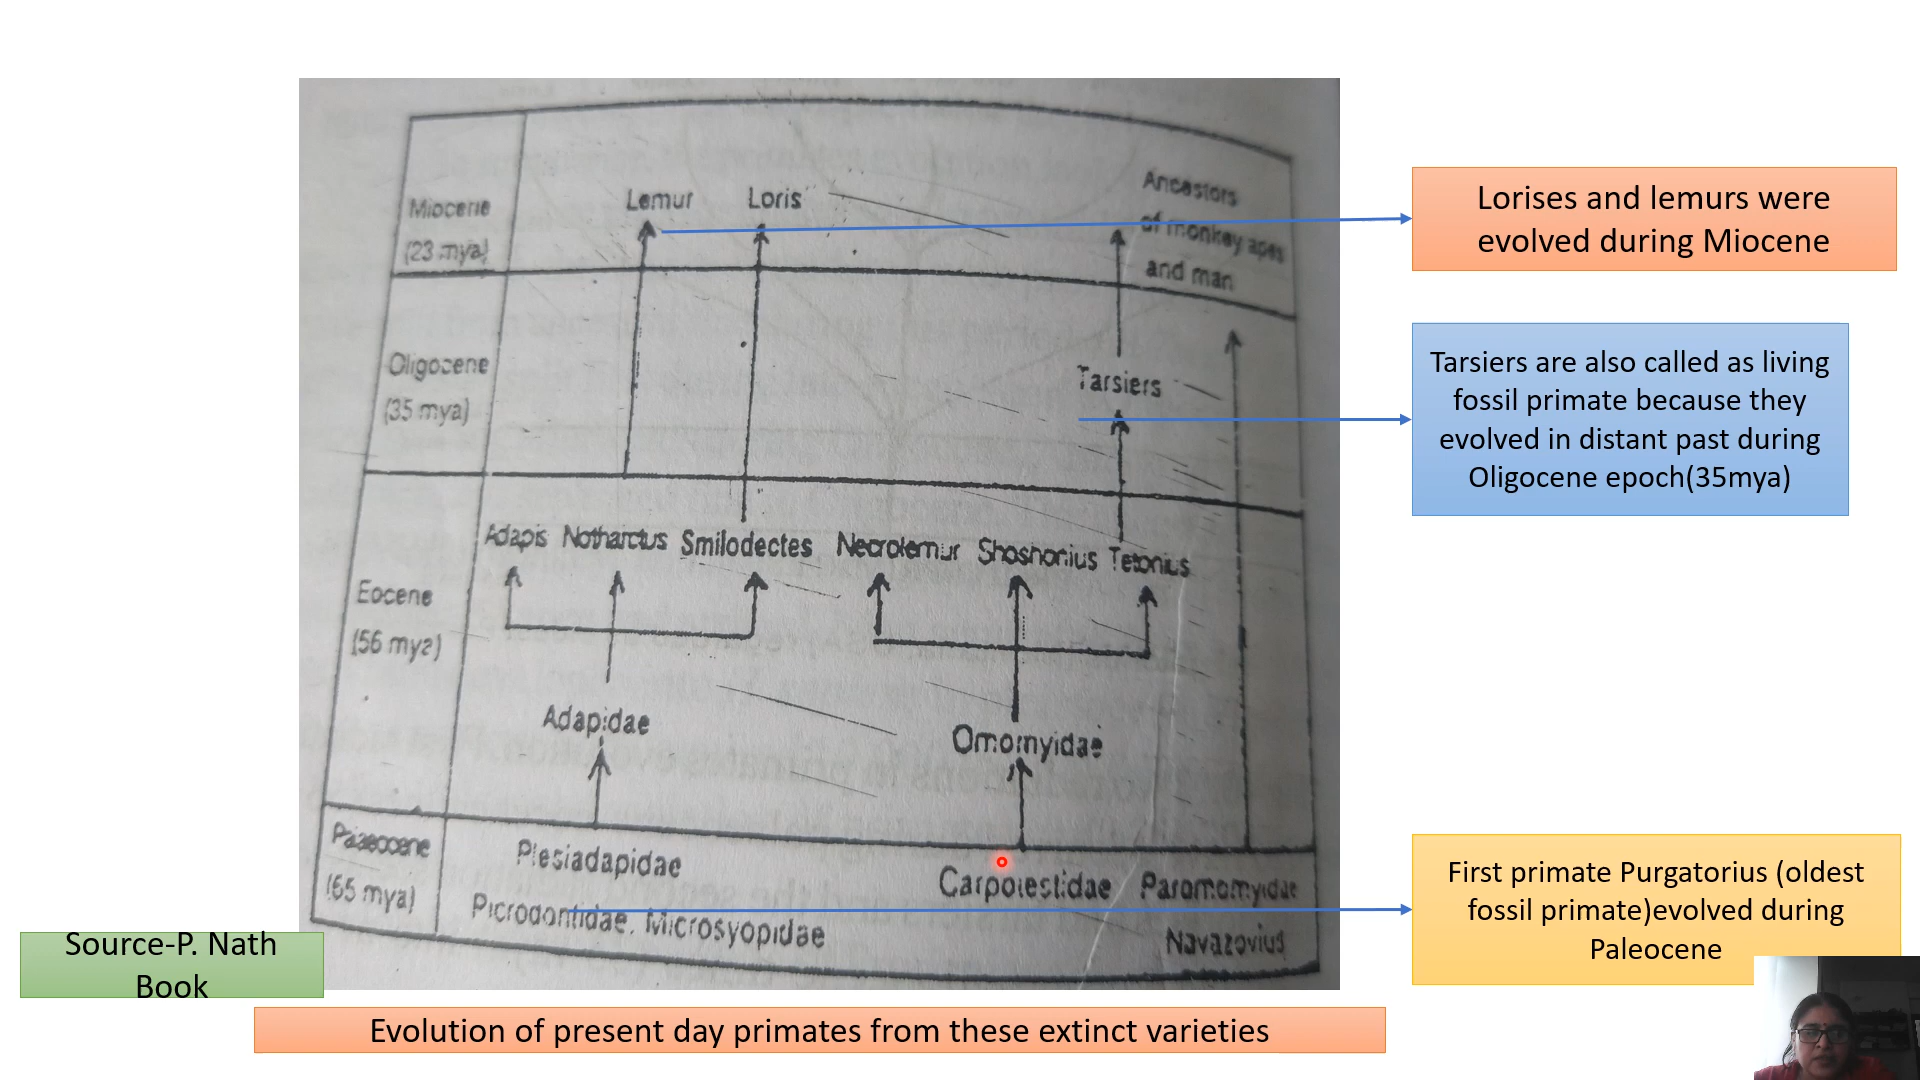 Lemur
Loris
Ancestors
of monkey apes
and man
Miocene
(23 mya)
Oligocene
(35 mya)
Tarsiers
Adapis Notharctus Smilodectes Necrolemur Shoshonius Tetonius
Eocene
(56 mya)
Adapidae
Omomyidae
Palaeocene
(65 mya)
Plesiadapidae
Carpolestidae Paromomyidae
Picrodontidae, Microsyopidae
Navazovius
Lorises and lemurs were
evolved during Miocene
Tarsiers are also called as living
fossil primate because they
evolved in distant past during
Oligocene epoch(35mya)
First primate Purgatorius (oldest
fossil primate)evolved during
Paleocene
Source-P. Nath
Book
Evolution of present day primates from these extinct varieties